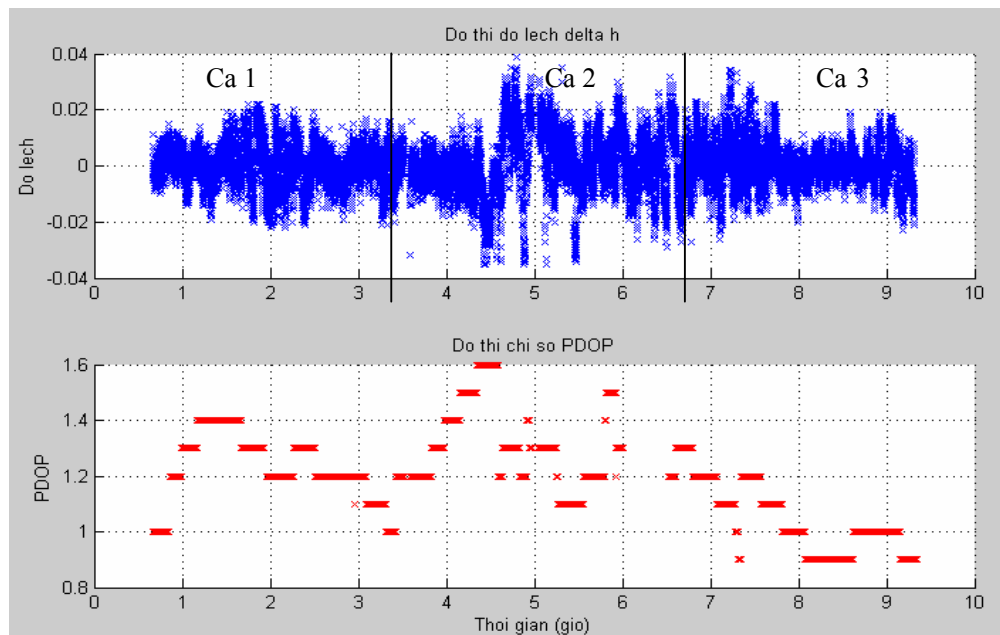 Do thi do lech delta h
0.04
0.02
0
-0.02
-0.04
Do lech
Ca 1
Ca 2
Ca 3
0 1 2 3 4 5 6 7 8 9 10
Do thi chi so PDOP
1.6
1.4
1.2
1
0.8
PDOP
0 1 2 3 4 5 6 7 8 9 10
Thoi gian (gio)